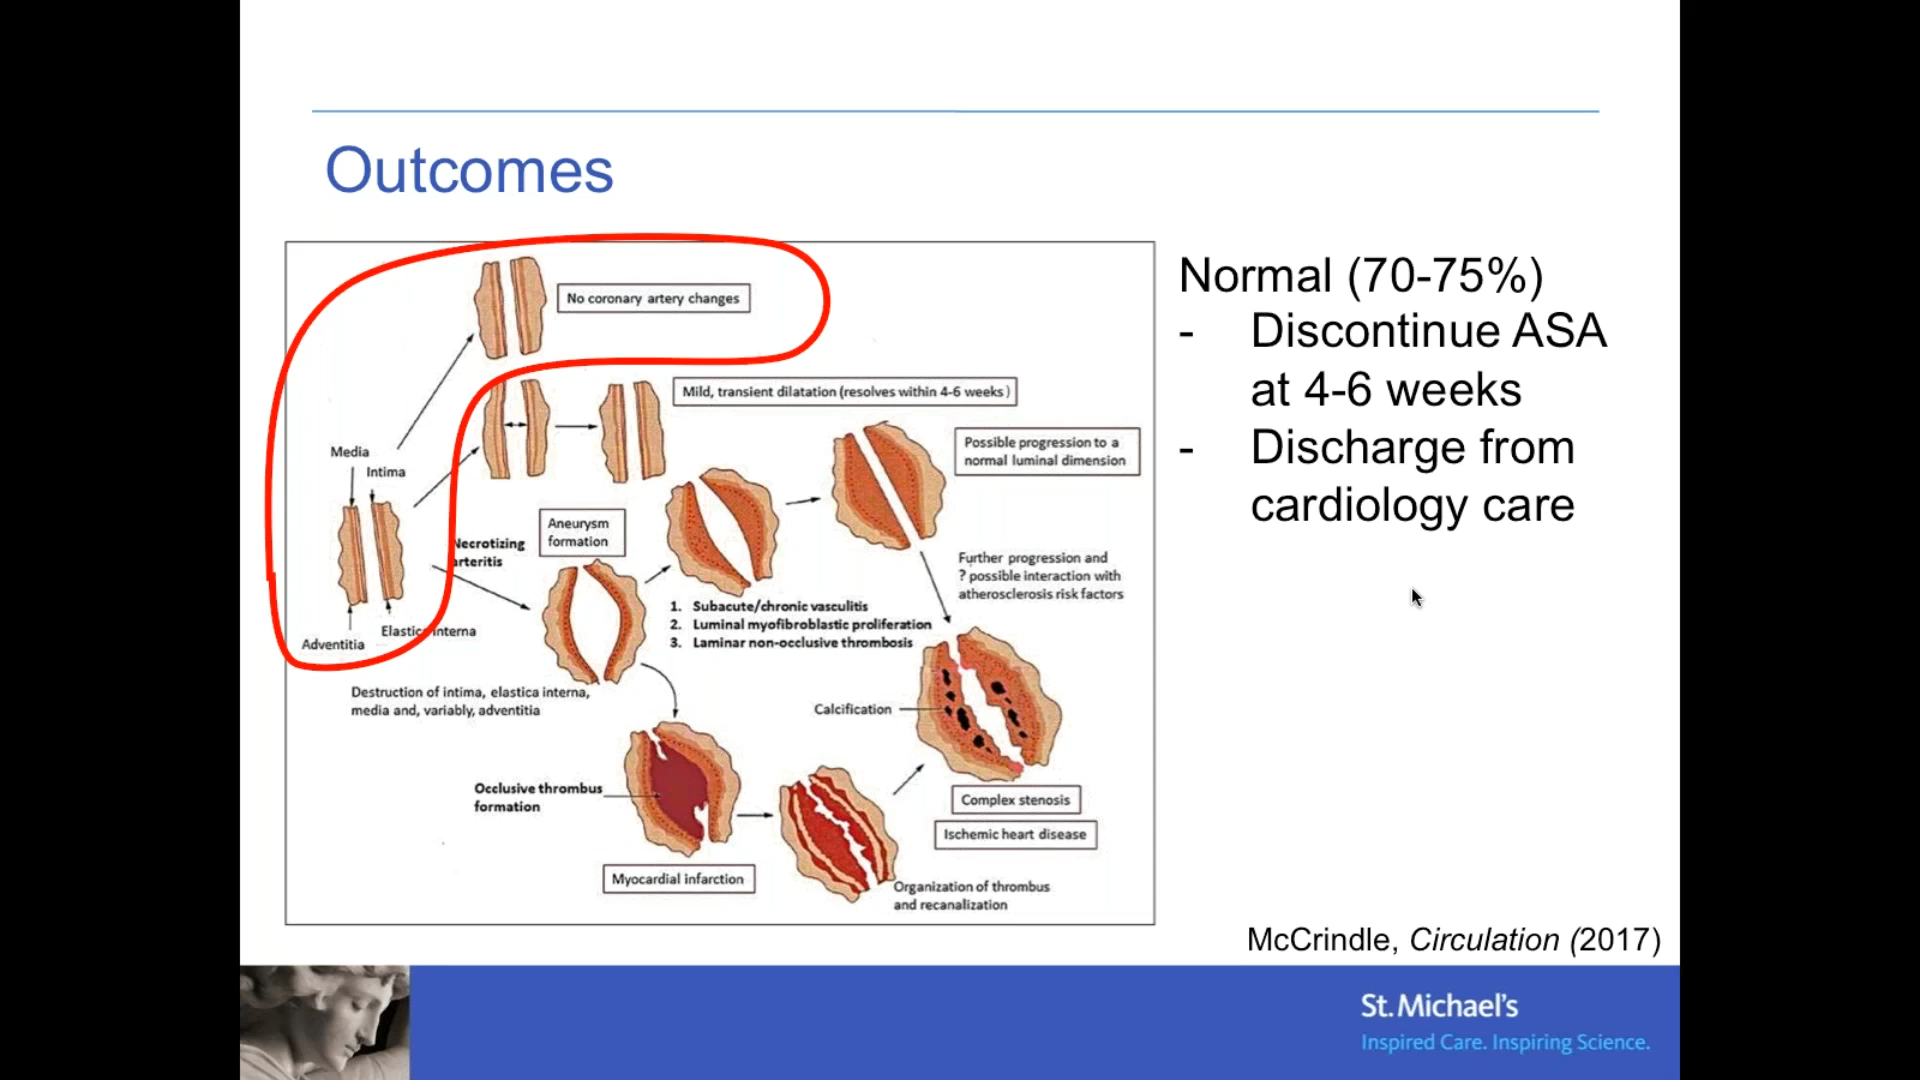 Outcomes
No coronary artery changes
Mild, transient dilatation (resolves within 4-6 weeks)
Possible progression to a
normal luminal dimension
Media
Intima
Aneurysm
formation
Necrotizing
arteritis
Further progression and
? possible interaction with
atherosclerosis risk factors
1. Subacute/chronic vasculitis
2. Luminal myofibroblastic proliferation
3. Laminar non-occlusive thrombosis
Elastic interna
Adventitia
Destruction of intima, elastica interna,
media and, variably, adventitia
Calcification
Occlusive thrombus
formation
Complex stenosis
Ischemic heart disease
Myocardial infarction
Organization of thrombus
and recanalization
Normal (70-75%)
- Discontinue ASA
at 4-6 weeks
- Discharge from
cardiology care
McCrindle, Circulation (2017)
St. Michael's
Inspired Care. Inspiring Science.